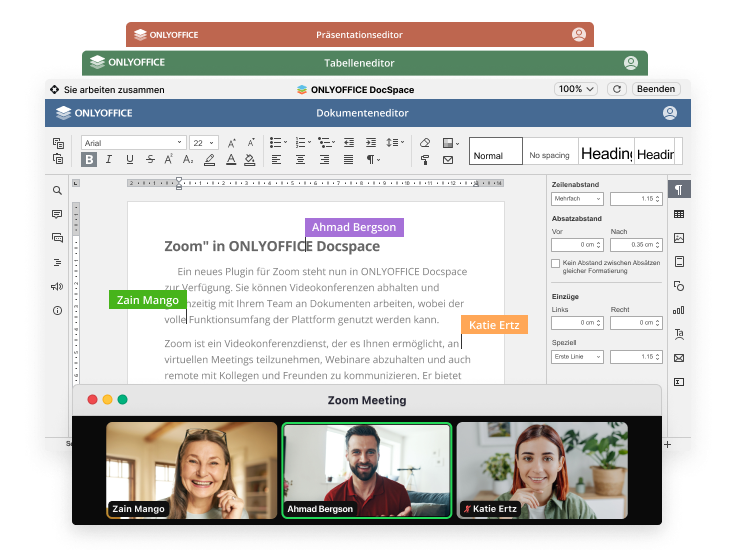 ONLYOFFICE Präsentationseditor
ONLYOFFICE Tabelleneditor
Sie arbeiten zusammen ONLYOFFICE DocSpace 100% Beenden
ONLYOFFICE Dokumenteneditor
Arial 22
Normal No spacing Heading Headin
Zeilenabstand
Mehrfach 1.15
Absatzabstand
Vor Nach
0 cm 0.35 cm
Kein Abstand zwischen Absätzen
gleicher Formatierung
Einzüge
Links Recht
0 cm 0 cm
Speziell
Erste Linie 1.15
Ahmad Bergson
Zoom" in ONLYOFFICE Docspace
Ein neues Plugin für Zoom steht nun in ONLYOFFICE Docspace
zur Verfügung. Sie können Videokonferenzen abhalten und
Zain Mango
hzeitig mit Ihrem Team an Dokumenten arbeiten, wobei der
volle Funktionsumfang der Plattform genutzt werden kann.
Katie Ertz
Zoom ist ein Videokonferenzdienst, der es Ihnen ermöglicht, an
virtuellen Meetings teilzunehmen, Webinare abzuhalten und auch
remote mit Kollegen und Freunden zu kommunizieren. Er bietet
Zoom Meeting
Zain Mango Ahmad Bergson Katie Ertz